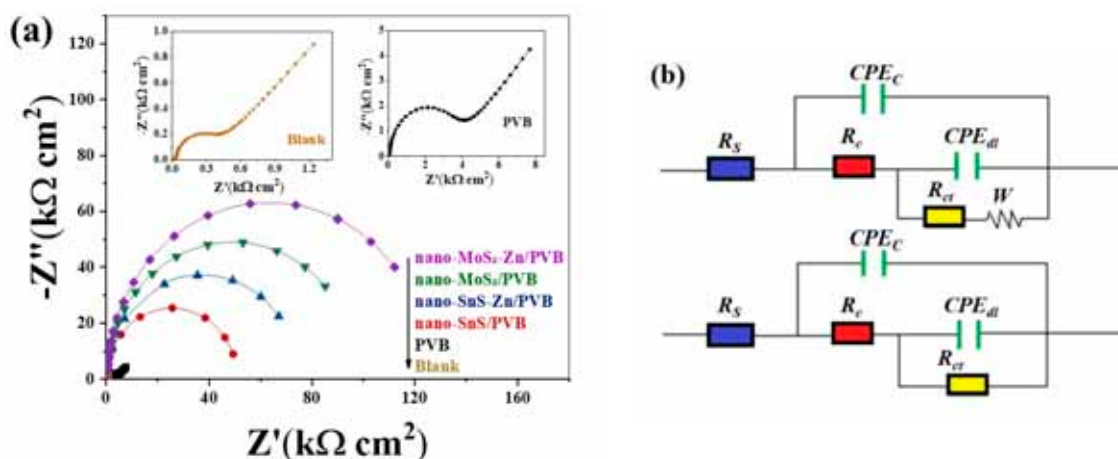 (a)
-Z''(kΩ cm²)
120
100
80
60
40
20
0
0
40
80
120
160
Z'(kΩ cm²)
-Z''(kΩ cm²)
1.0
0.8
0.6
0.4
0.2
0.0
0.0
0.3
0.6
0.9
1.2
Z'(kΩ cm²)
Blank
-Z''(kΩ cm²)
5
4
3
2
1
0
0
2
4
6
8
Z'(kΩ cm²)
PVB
nano-MoS₄-Zn/PVB
nano-MoS₄/PVB
nano-SnS-Zn/PVB
nano-SnS/PVB
PVB
Blank
(b)
CPE_C
R_S
R_c
CPE_dl
R_ct
W
CPE_C
R_S
R_c
CPE_dl
R_ct